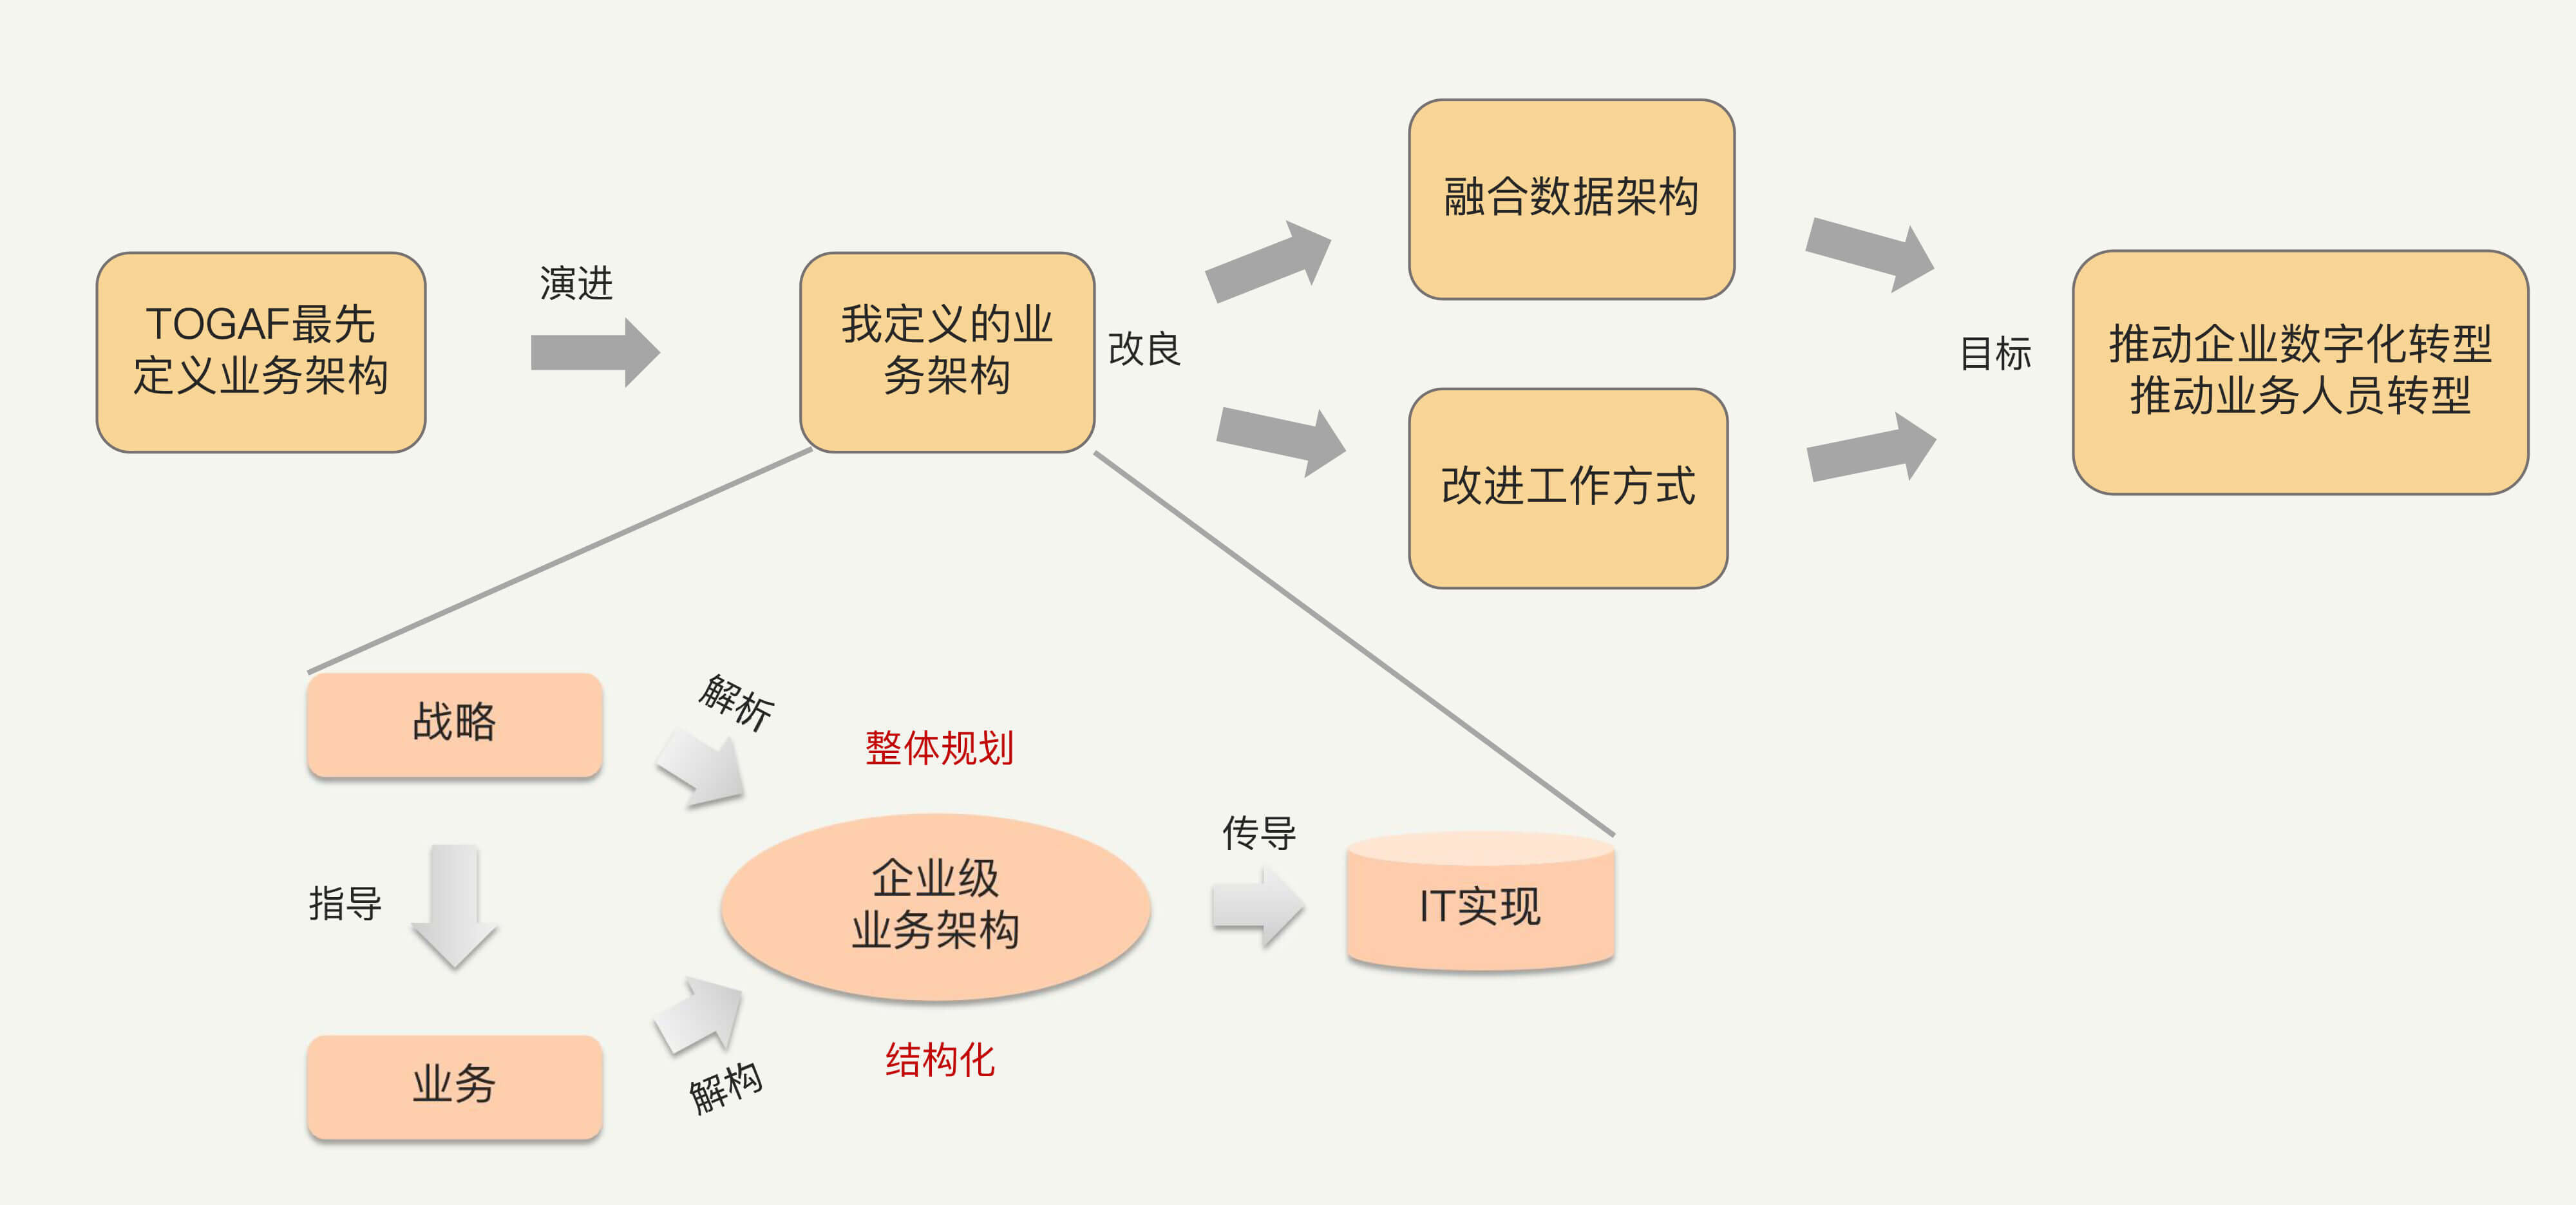 融合数据架构
演进
TOGAF最先
定义业务架构
我定义的业
务架构
改良
目标
推动企业数字化转型
推动业务人员转型
改进工作方式
解析
战略
整体规划
传导
企业级
业务架构
指导
IT实现
结构化
业务
解构